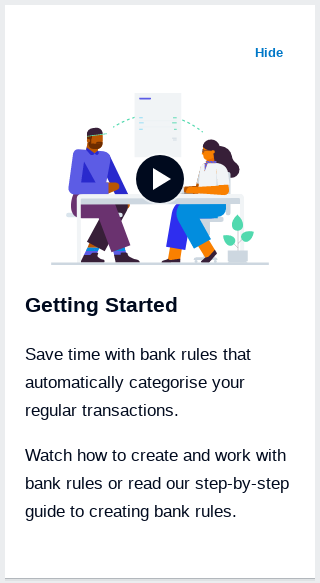 Hide
Getting Started
Save time with bank rules that
automatically categorise your
regular transactions.
Watch how to create and work with
bank rules or read our step-by-step
guide to creating bank rules.